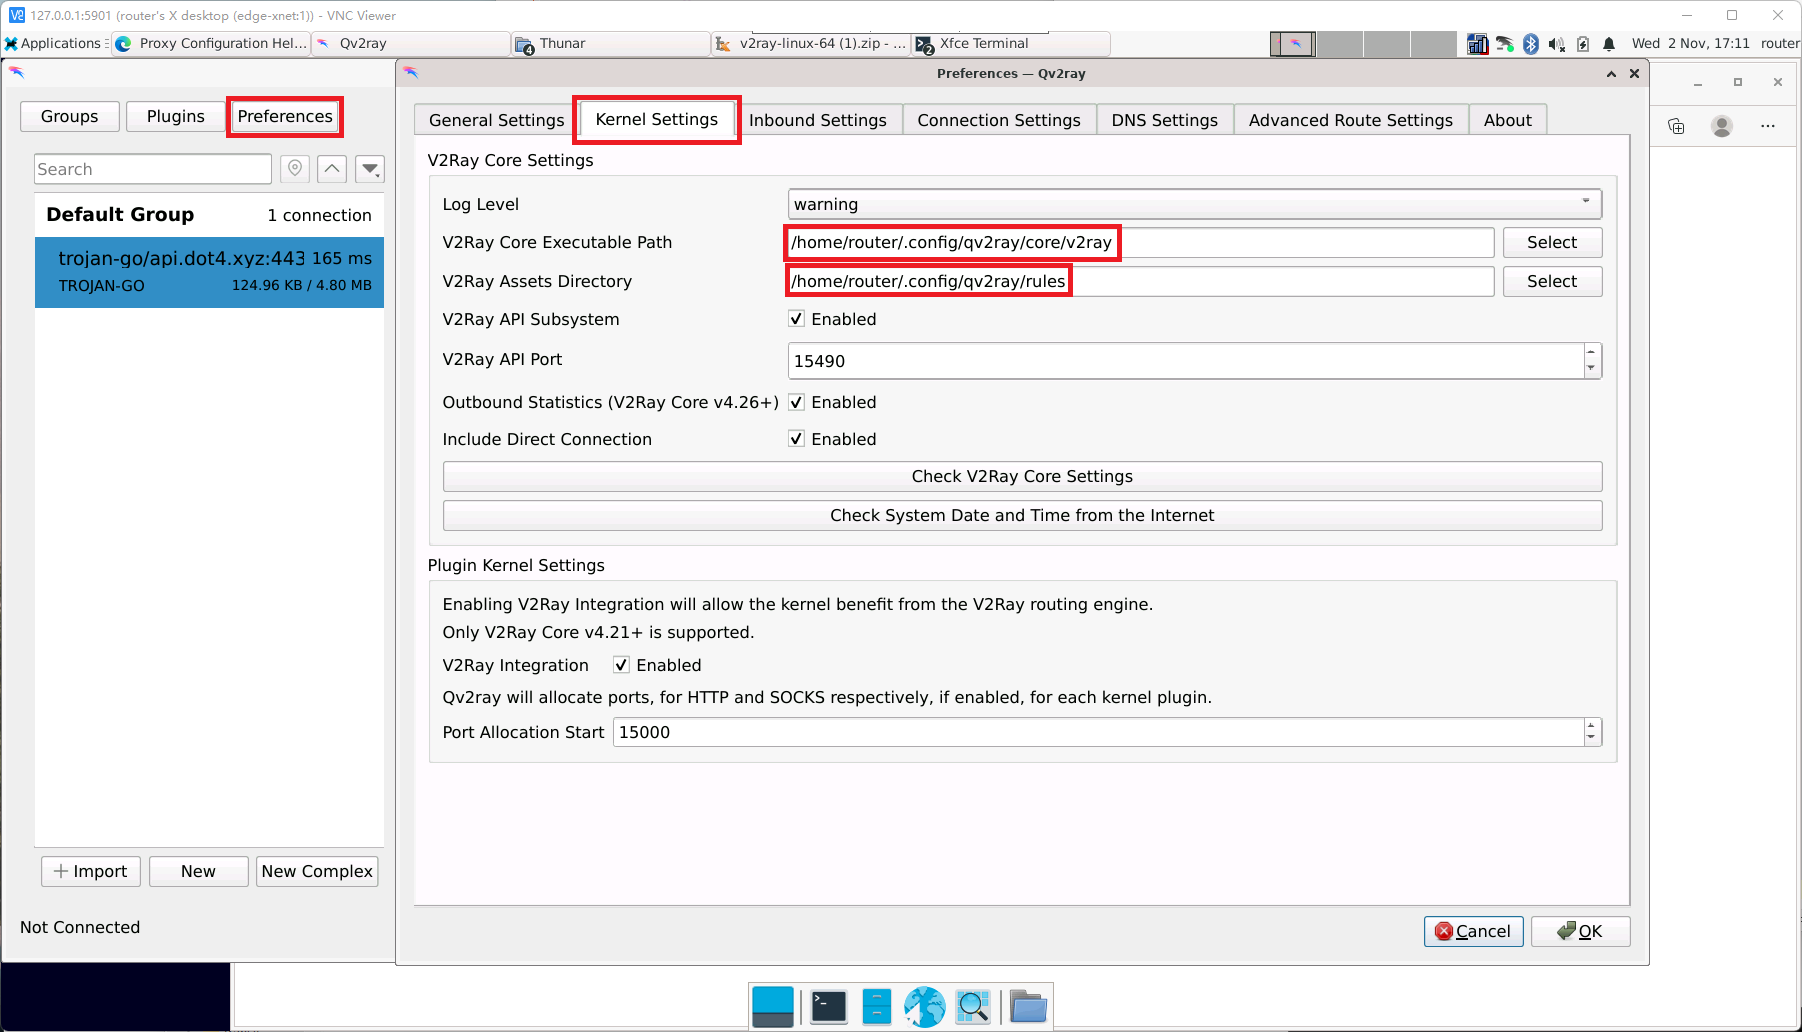 127.0.0.1:5901 (router's X desktop (edge-xnet:1)) - VNC Viewer
Applications
Proxy Configuration Hel...
Qv2ray
4
Thunar
v2ray-linux-64 (1).zip - ...
2
Xfce Terminal
Wed 2 Nov, 17:11
router
Preferences — Qv2ray
Groups
Plugins
Preferences
Search
Default Group
1 connection
trojan-go/api.dot4.xyz:443
165 ms
TROJAN-GO
124.96 KB / 4.80 MB
Import
New
New Complex
Not Connected
General Settings
Kernel Settings
Inbound Settings
Connection Settings
DNS Settings
Advanced Route Settings
About
V2Ray Core Settings
Log Level
warning
V2Ray Core Executable Path
/home/router/.config/qv2ray/core/v2ray
Select
V2Ray Assets Directory
/home/router/.config/qv2ray/rules
Select
V2Ray API Subsystem
Enabled
V2Ray API Port
15490
Outbound Statistics (V2Ray Core v4.26+)
Enabled
Include Direct Connection
Enabled
Check V2Ray Core Settings
Check System Date and Time from the Internet
Plugin Kernel Settings
Enabling V2Ray Integration will allow the kernel benefit from the V2Ray routing engine.
Only V2Ray Core v4.21+ is supported.
V2Ray Integration
Enabled
Qv2ray will allocate ports, for HTTP and SOCKS respectively, if enabled, for each kernel plugin.
Port Allocation Start
15000
Cancel
OK